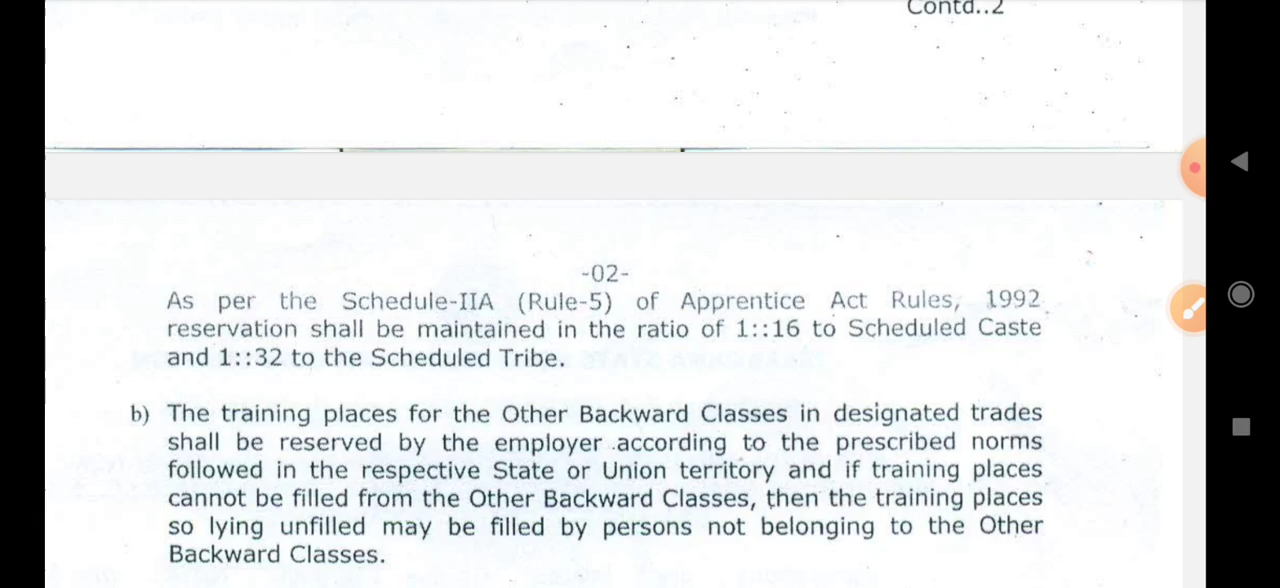 Contd..2
-02-
As per the Schedule-IIA (Rule-5) of Apprentice Act Rules, 1992
reservation shall be maintained in the ratio of 1::16 to Scheduled Caste
and 1::32 to the Scheduled Tribe.
b) The training places for the Other Backward Classes in designated trades
shall be reserved by the employer according to the prescribed norms
followed in the respective State or Union territory and if training places
cannot be filled from the Other Backward Classes, then the training places
so lying unfilled may be filled by persons not belonging to the Other
Backward Classes.